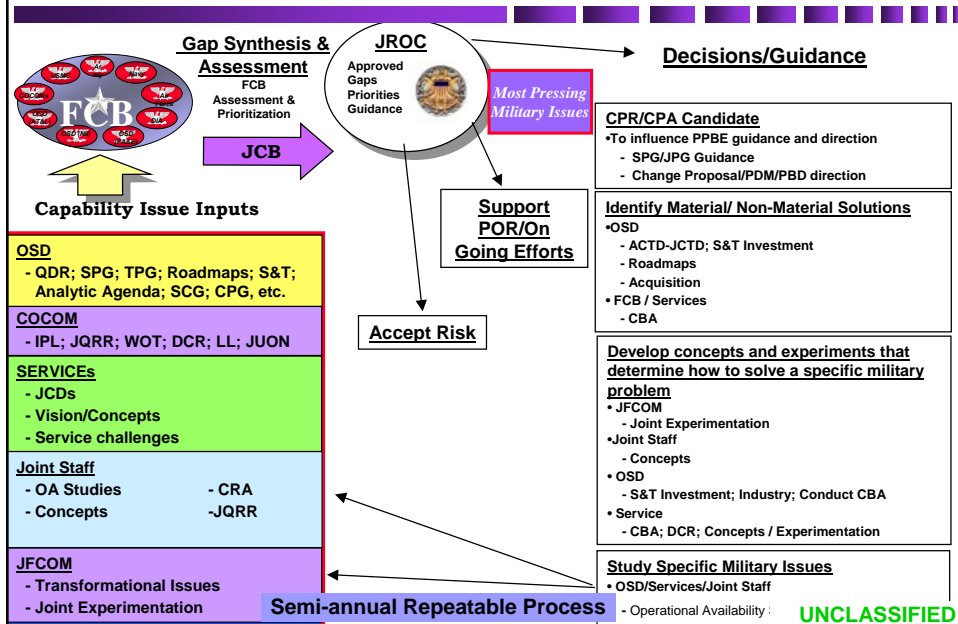 Gap Synthesis &
Assessment
FCB
Assessment &
Prioritization
JCB
USMC
Navy
COCOMs
FCB
DIA
OSD(NII)
Capability Issue Inputs
JROC
Approved
Gaps
Priorities
Guidance
Most Pressing
Military Issues
Support
POR/On
Going Efforts
Accept Risk
OSD
- QDR; SPG; TPG; Roadmaps; S&T;
Analytic Agenda; SCG; CPG, etc.
COCOM
- IPL; JQRR; WOT; DCR; LL; JUON
SERVICEs
- JCDs
- Vision/Concepts
- Service challenges
Joint Staff
- OA Studies - CRA
- Concepts -JQRR
JFCOM
- Transformational Issues
- Joint Experimentation
Decisions/Guidance
CPR/CPA Candidate
•To influence PPBE guidance and direction
- SPG/JPG Guidance
- Change Proposal/PDM/PBD direction
Identify Material/ Non-Material Solutions
•OSD
- ACTD-JCTD; S&T Investment
- Roadmaps
- Acquisition
• FCB / Services
- CBA
Develop concepts and experiments that
determine how to solve a specific military
problem
• JFCOM
- Joint Experimentation
•Joint Staff
- Concepts
• OSD
- S&T Investment; Industry; Conduct CBA
• Service
- CBA; DCR; Concepts / Experimentation
Study Specific Military Issues
• OSD/Services/Joint Staff
- Operational Availability
Semi-annual Repeatable Process
UNCLASSIFIED